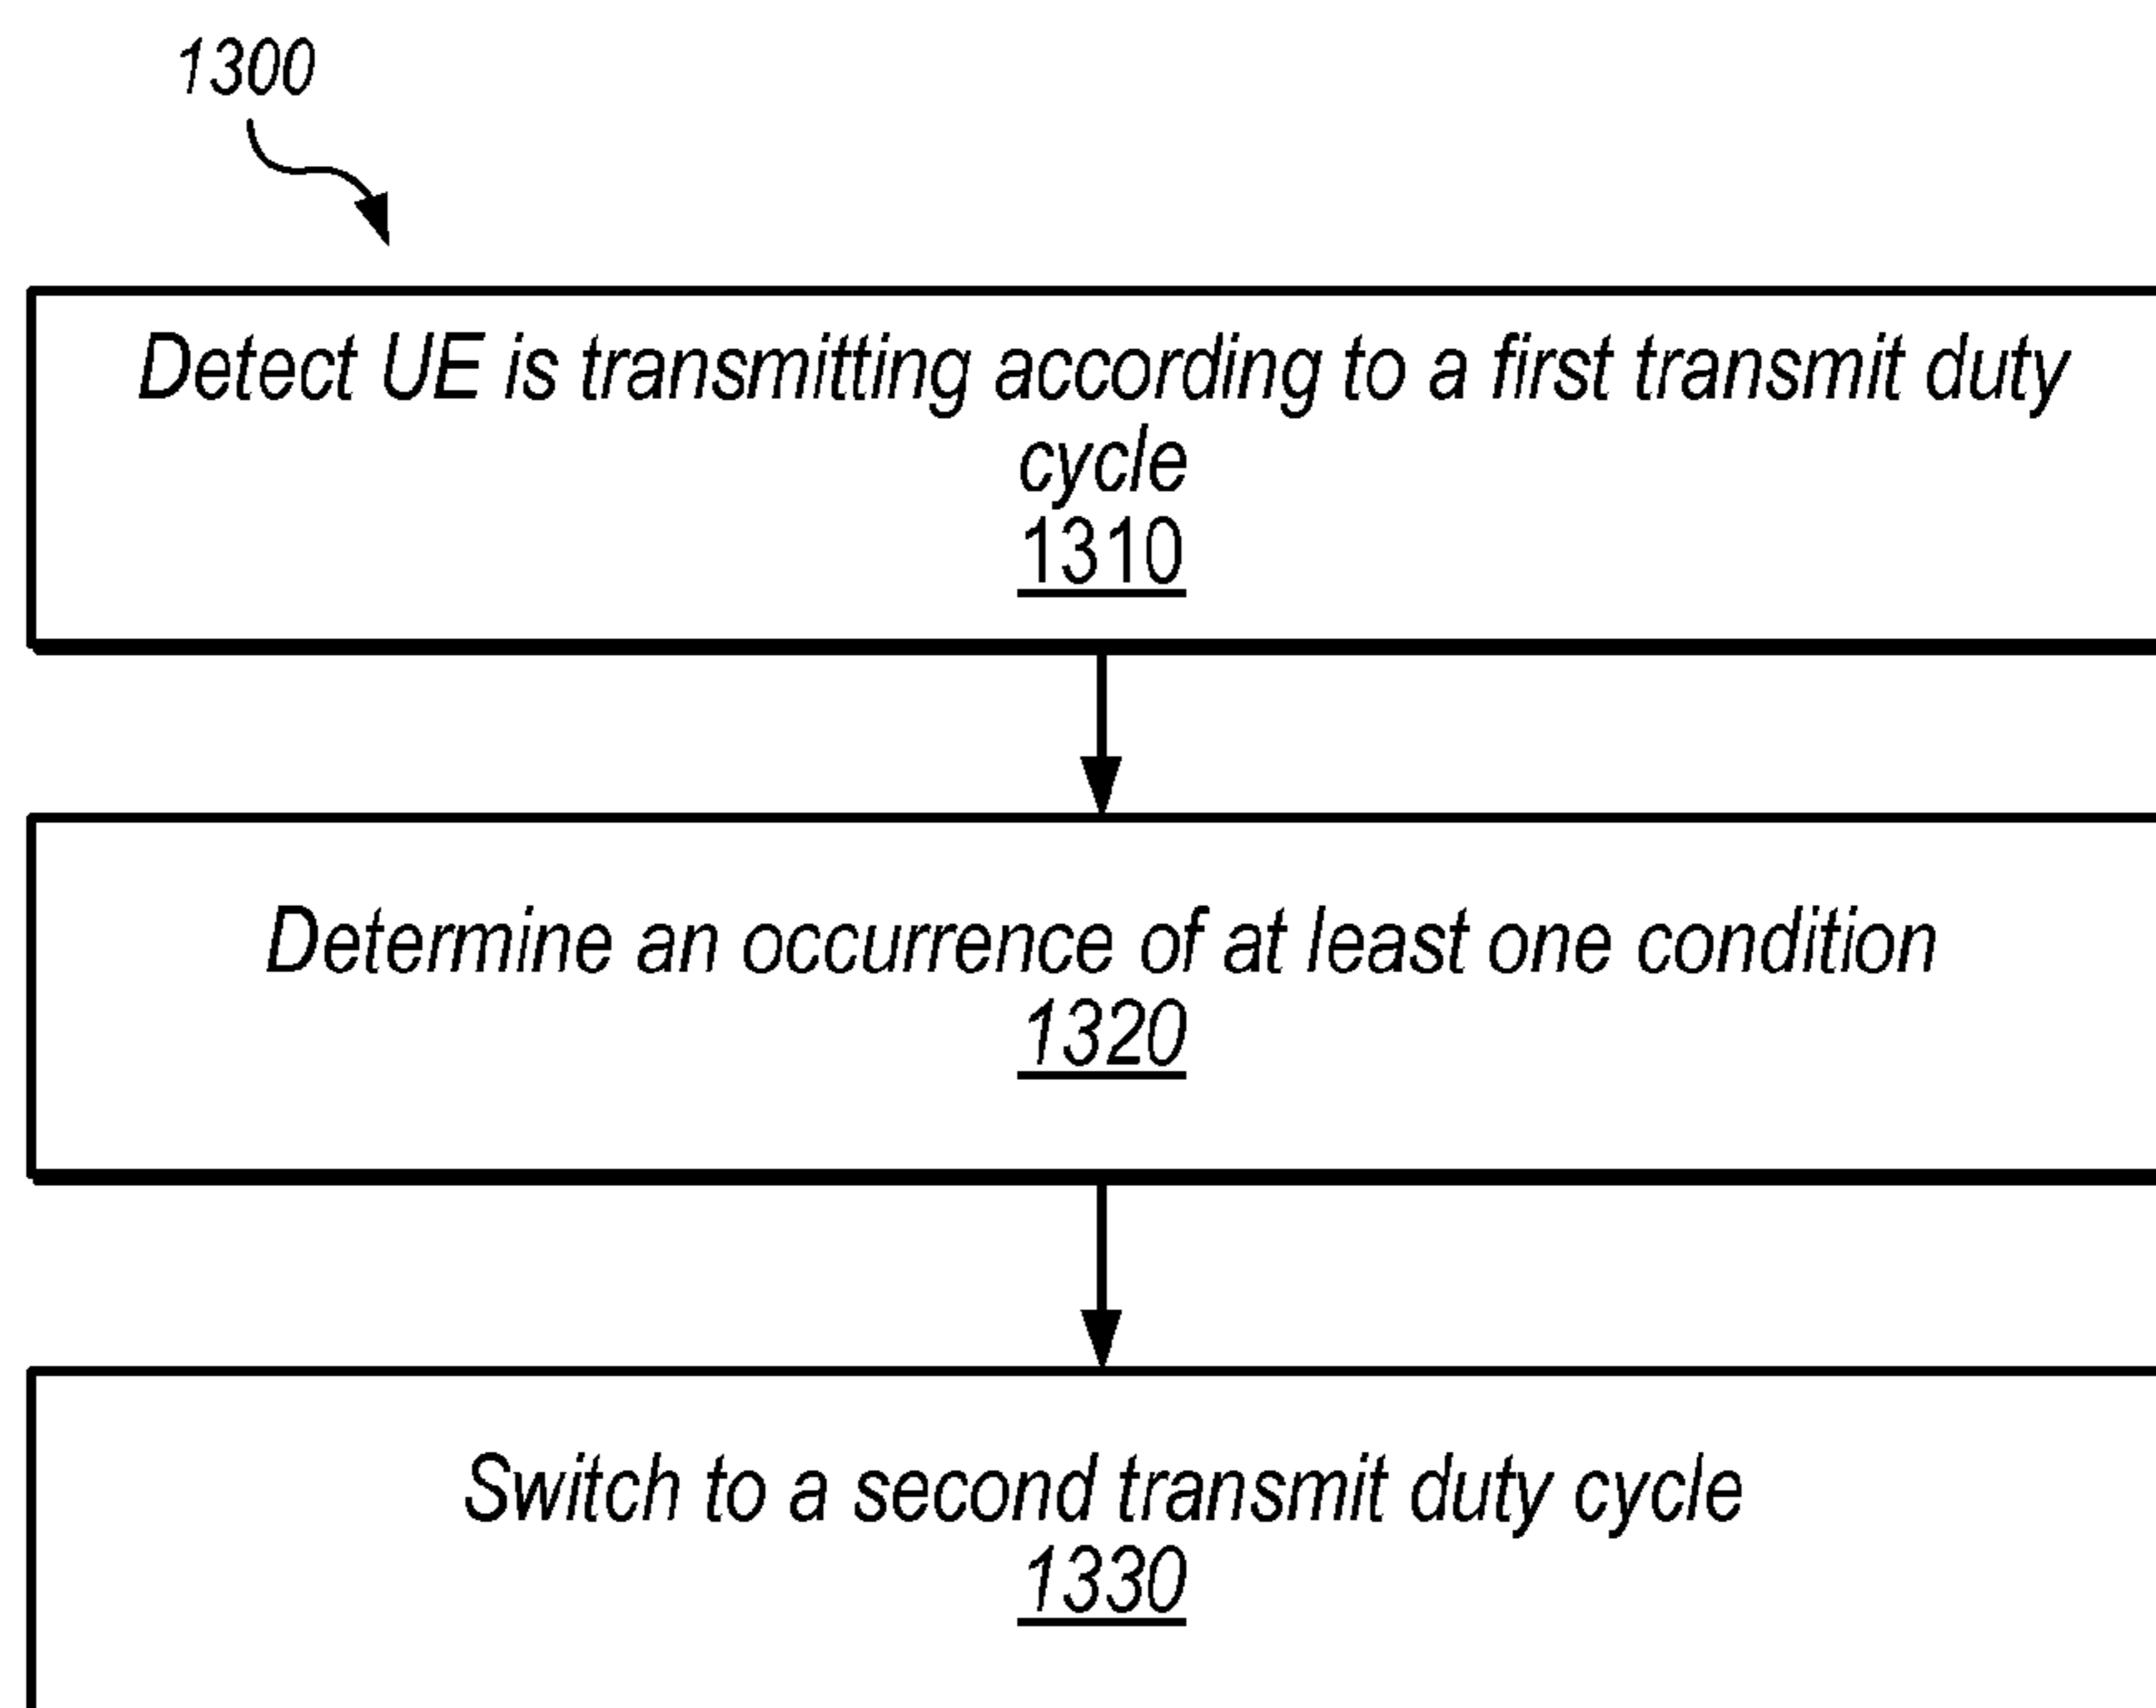 1300
Detect UE is transmitting according to a first transmit duty
cycle
1310
Determine an occurrence of at least one condition
1320
Switch to a second transmit duty cycle
1330